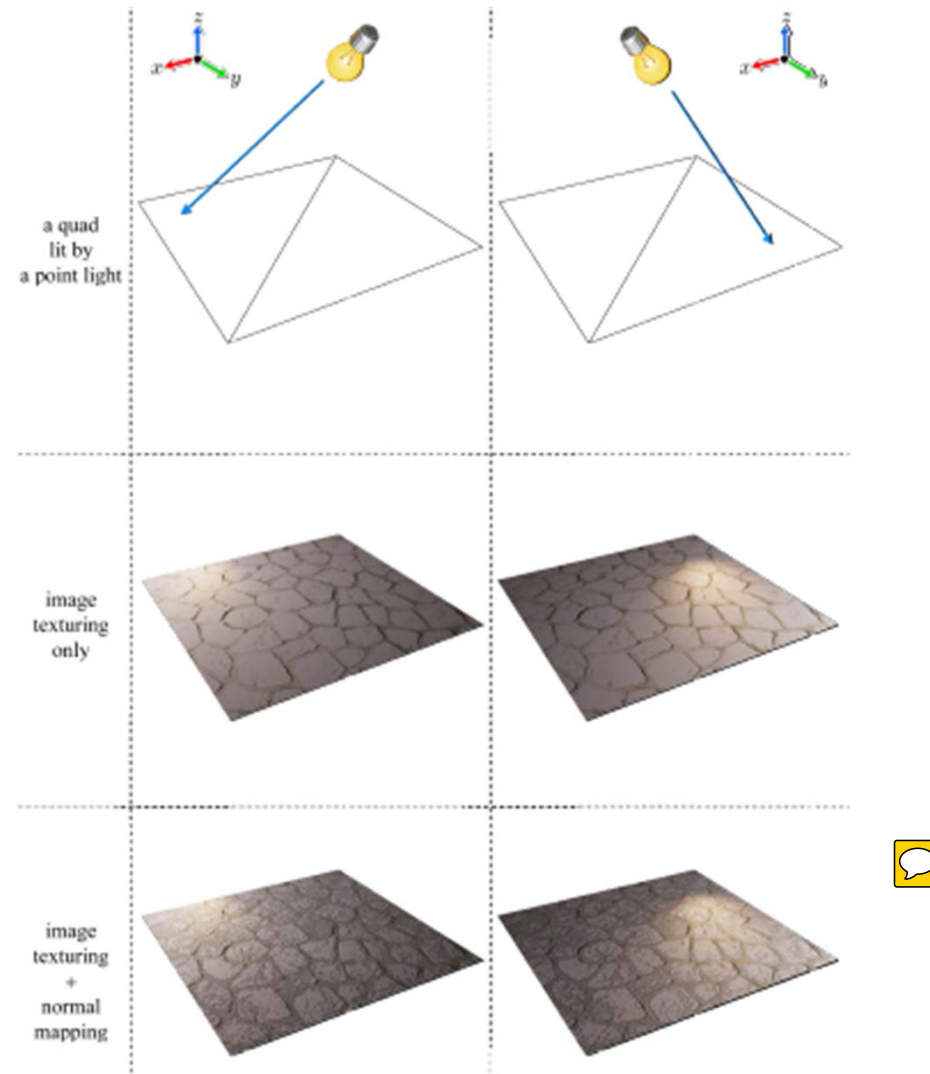 z
x
y
z
x
y
a quad
lit by
a point light
image
texturing
only
image
texturing
+
normal
mapping